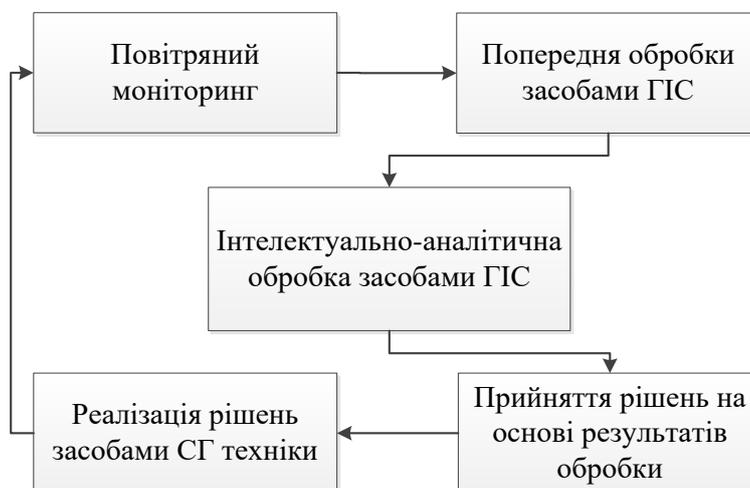 Повітряний
моніторинг
Попередня обробки
засобами ГІС
Інтелектуально-аналітична
обробка засобами ГІС
Прийняття рішень на
основі результатів
обробки
Реалізація рішень
засобами СГ техніки